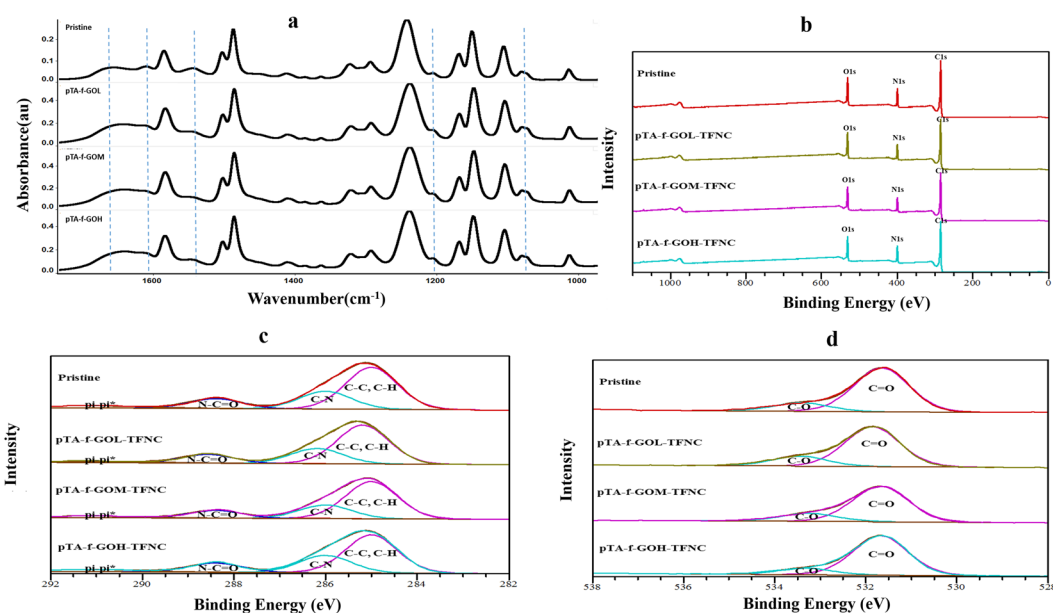 a
Pristine
0.2
0.1
0.0
pTA-f-GOL
0.4
0.2
0.0
pTA-f-GOM
0.4
0.2
0.0
pTA-f-GOH
0.4
0.2
0.0
Absorbance(au)
1600
1400
1200
1000
Wavenumber(cm-1)
b
Pristine
O1s
N1s
C1s
pTA-f-GOL-TFNC
O1s
N1s
C1s
pTA-f-GOM-TFNC
O1s
N1s
C1s
pTA-f-GOH-TFNC
O1s
N1s
C1s
Intensity
1000
800
600
400
200
0
Binding Energy (eV)
c
Pristine
pi-pi*
N-C=O
C-N
C-C, C-H
pTA-f-GOL-TFNC
pi-pi*
N-C=O
C-N
C-C, C-H
pTA-f-GOM-TFNC
pi-pi*
N-C=O
C-N
C-C, C-H
pTA-f-GOH-TFNC
pi-pi*
N-C=O
C-N
C-C, C-H
Intensity
292
290
288
286
284
282
Binding Energy (eV)
d
Pristine
C-O
C=O
pTA-f-GOL-TFNC
C-O
C=O
pTA-f-GOM-TFNC
C-O
C=O
pTA-f-GOH-TFNC
C-O
C=O
Intensity
538
536
534
532
530
528
Binding Energy (eV)